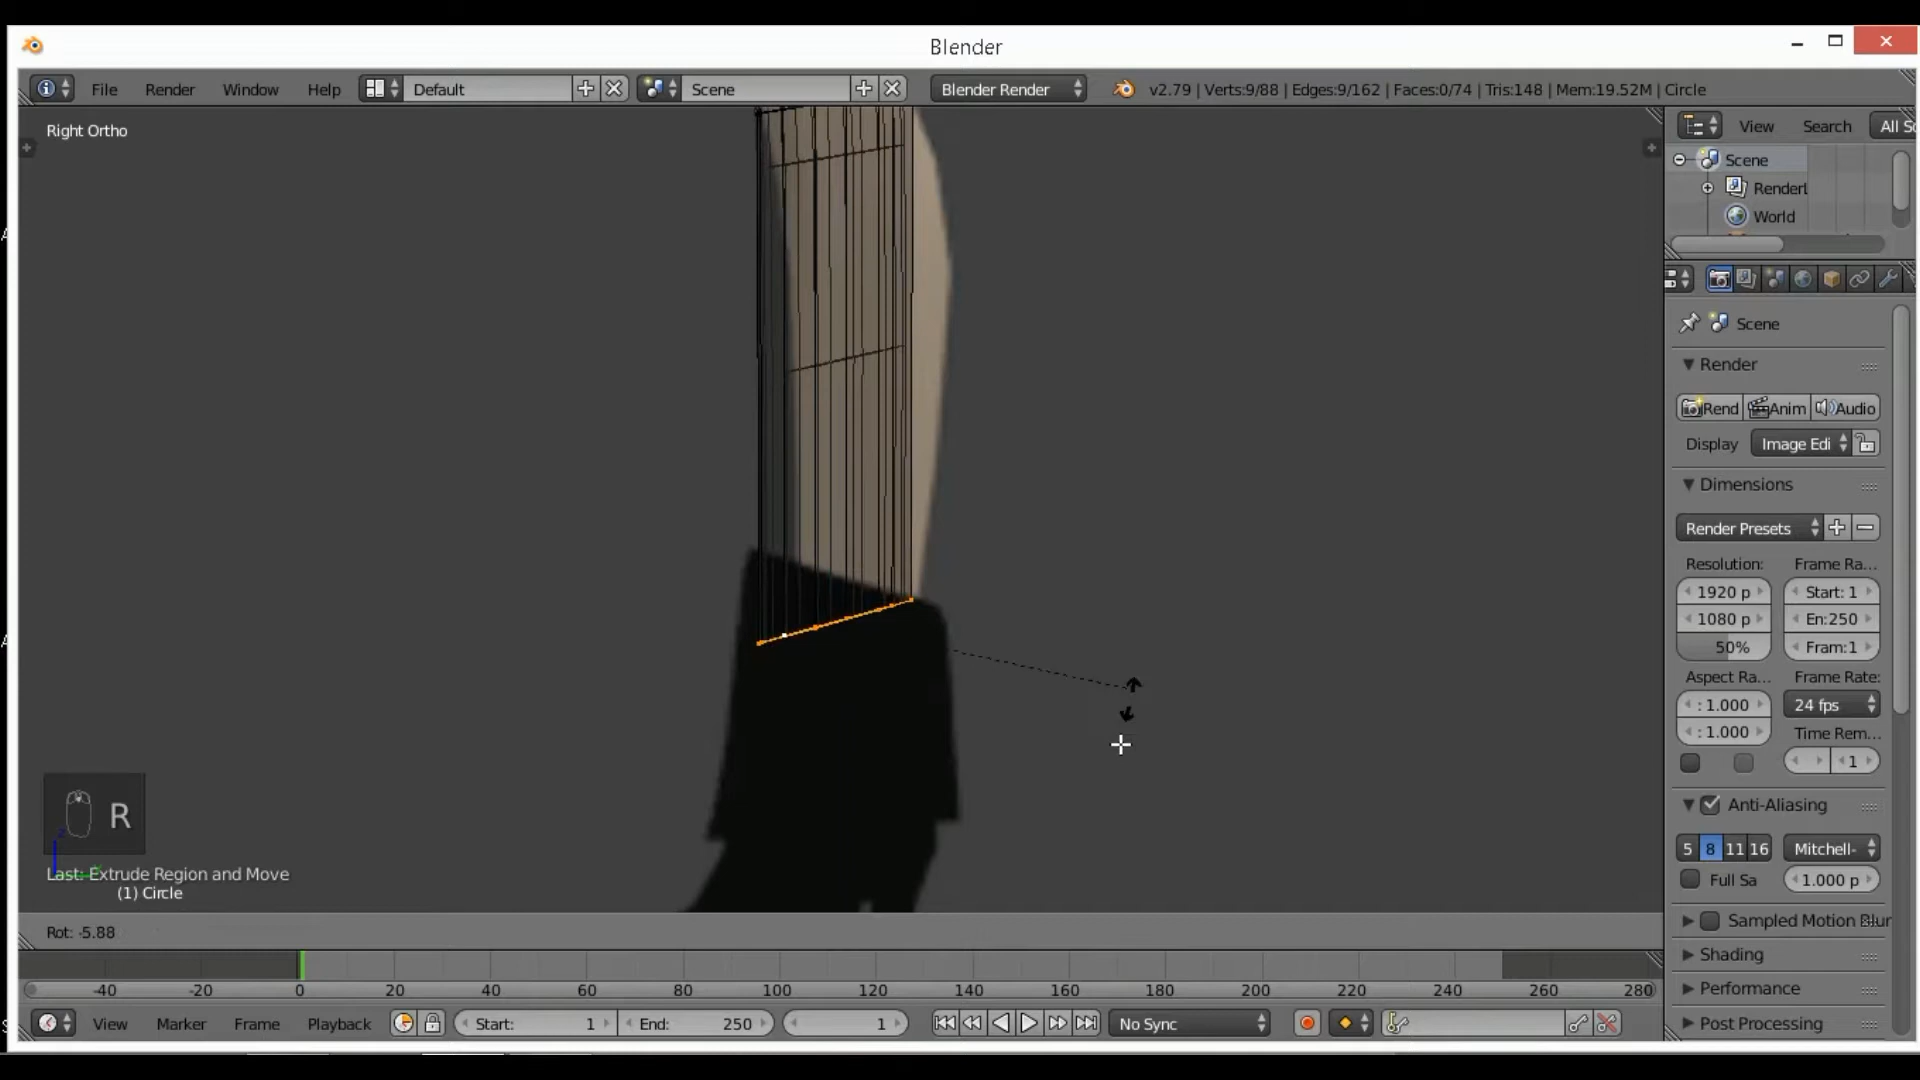 Blender
File Render Window Help Default Scene Blender Render v2.79 | Verts:9/88 | Edges:9/162 | Faces:0/74 | Tris:148 | Mem:19.52M | Circle
Right Ortho
View Search All Sc
Scene
RenderL
World
Scene
Render
Rend Anim Audio
Display Image Edi
Dimensions
Render Presets
Resolution: Frame Ra...
1920 p Start: 1
1080 p En:250
50% Fram:1
Aspect Ra... Frame Rate:
: 1.000 24 fps
: 1.000 Time Rem...
1
Anti-Aliasing
5 8 11 16 Mitchell-
Full Sa 1.000 p
Sampled Motion Blur
Shading
Performance
Post Processing
R
Last: Extrude Region and Move
(1) Circle
Rot: -5.88
-40 -20 0 20 40 60 80 100 120 140 160 180 200 220 240 260 280
View Marker Frame Playback Start: 1 End: 250 1 No Sync